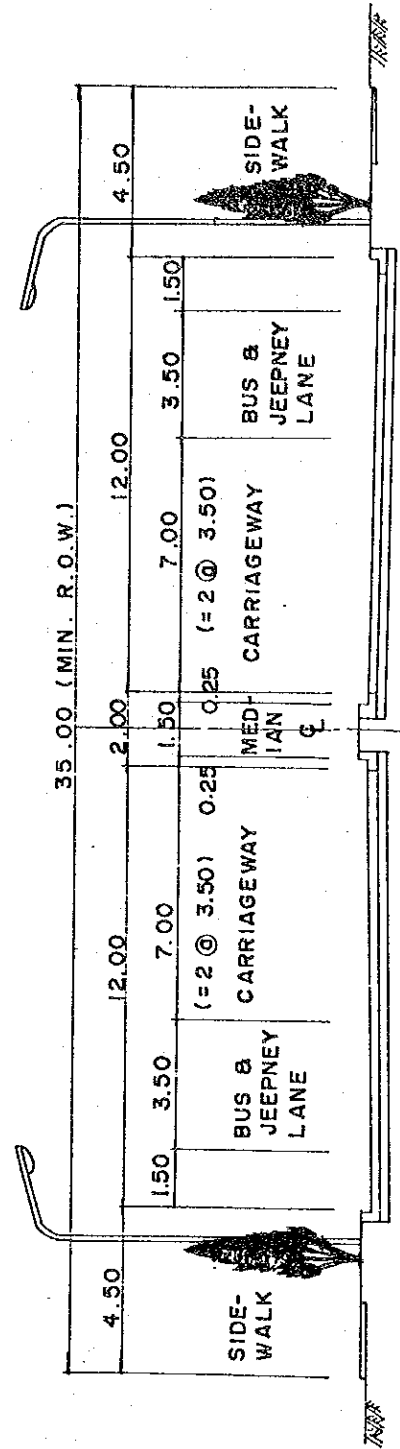 35.00 (MIN. R.O.W.)
4.50 12.00 2.00 12.00 4.50
1.50 3.50 7.00 1.50 7.00 3.50 1.50
(=2 @ 3.50) 0.25 0.25 (=2 @ 3.50)
SIDE-
WALK
BUS &
JEEPNEY
LANE
CARRIAGEWAY
MED-
IAN
℄
CARRIAGEWAY
BUS &
JEEPNEY
LANE
SIDE-
WALK